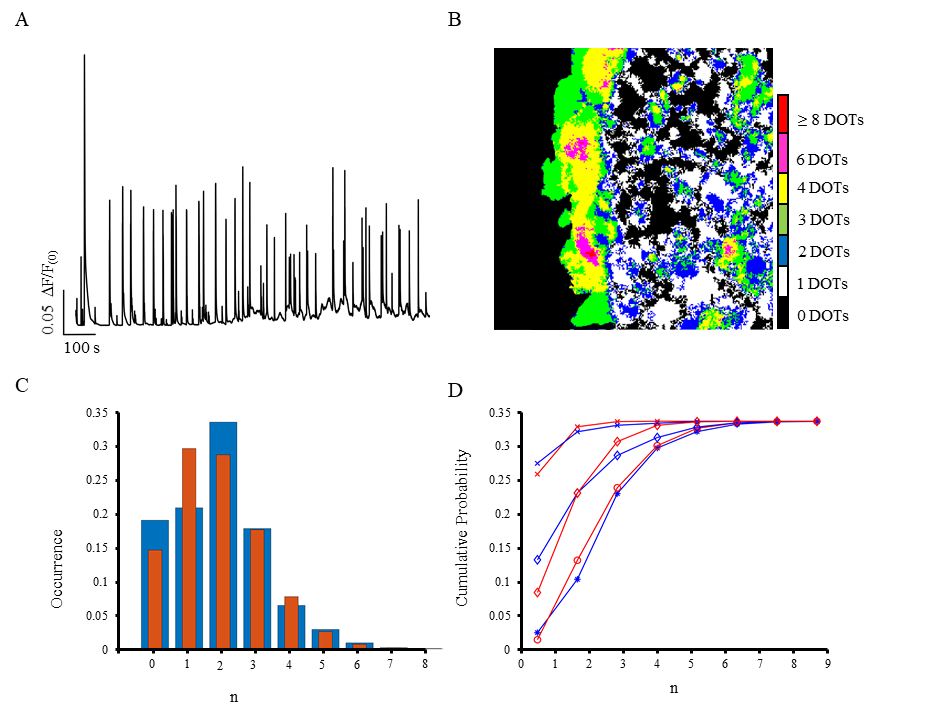 A
B
0.05 ΔF/F(0)
100 s
≥ 8 DOTs
6 DOTs
4 DOTs
3 DOTs
2 DOTs
1 DOTs
0 DOTs
C
D
0.35
0.3
0.25
0.2
0.15
0.1
0.05
0
Occurrence
0 1 2 3 4 5 6 7 8
n
0.35
0.3
0.25
0.2
0.15
0.1
0.05
0
Cumulative Probability
0 1 2 3 4 5 6 7 8 9
n